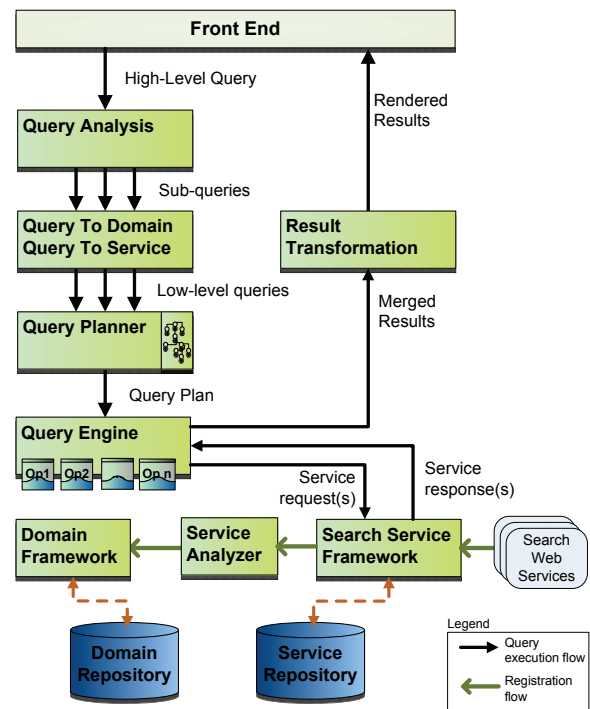 Front End
High-Level Query
Rendered
Results
Query Analysis
Sub-queries
Query To Domain
Query To Service
Result
Transformation
Low-level queries
Merged
Results
Query Planner
Query Plan
Query Engine
Op1
Op2
...
Op n
Service
request(s)
Service
response(s)
Domain
Framework
Service
Analyzer
Search Service
Framework
Search
Web
Services
Domain
Repository
Service
Repository
Legend
Query
execution flow
Registration
flow